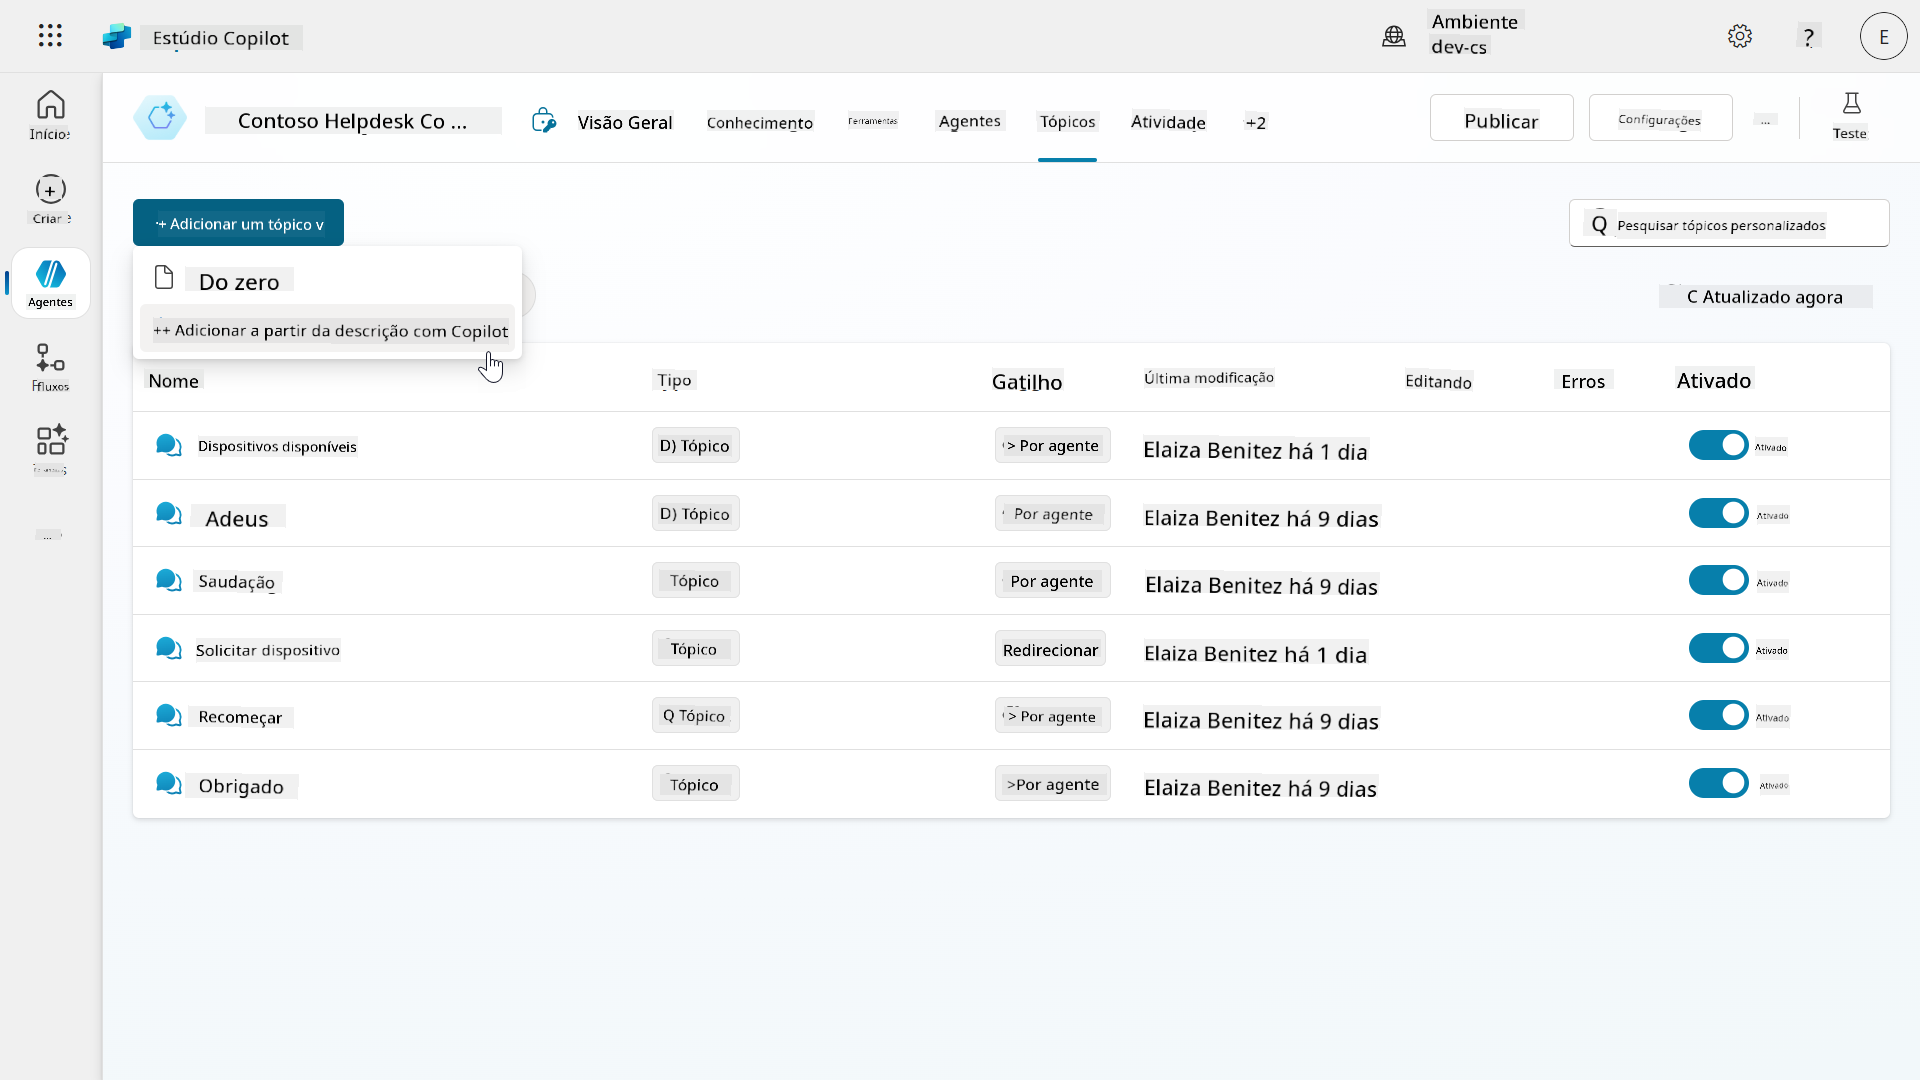 Estúdio Copilot
Ambiente
dev-cs
?
E
Início
Criar
Agentes
Ffluxos
...
Contoso Helpdesk Co ...
Visão Geral
Conhecimento
Ferramentas
Agentes
Tópicos
Atividade
+2
Publicar
Configurações
...
Teste
+ Adicionar um tópico v
Q Pesquisar tópicos personalizados
Do zero
++ Adicionar a partir da descrição com Copilot
C Atualizado agora
Nome Tipo Gatilho Última modificação Editando Erros Ativado
Dispositivos disponíveis D) Tópico > Por agente Elaiza Benitez há 1 dia Ativado
Adeus D) Tópico Por agente Elaiza Benitez há 9 dias Ativado
Saudação Tópico Por agente Elaiza Benitez há 9 dias Ativado
Solicitar dispositivo Tópico Redirecionar Elaiza Benitez há 1 dia Ativado
Recomeçar Q Tópico > Por agente Elaiza Benitez há 9 dias Ativado
Obrigado Tópico >Por agente Elaiza Benitez há 9 dias Ativado